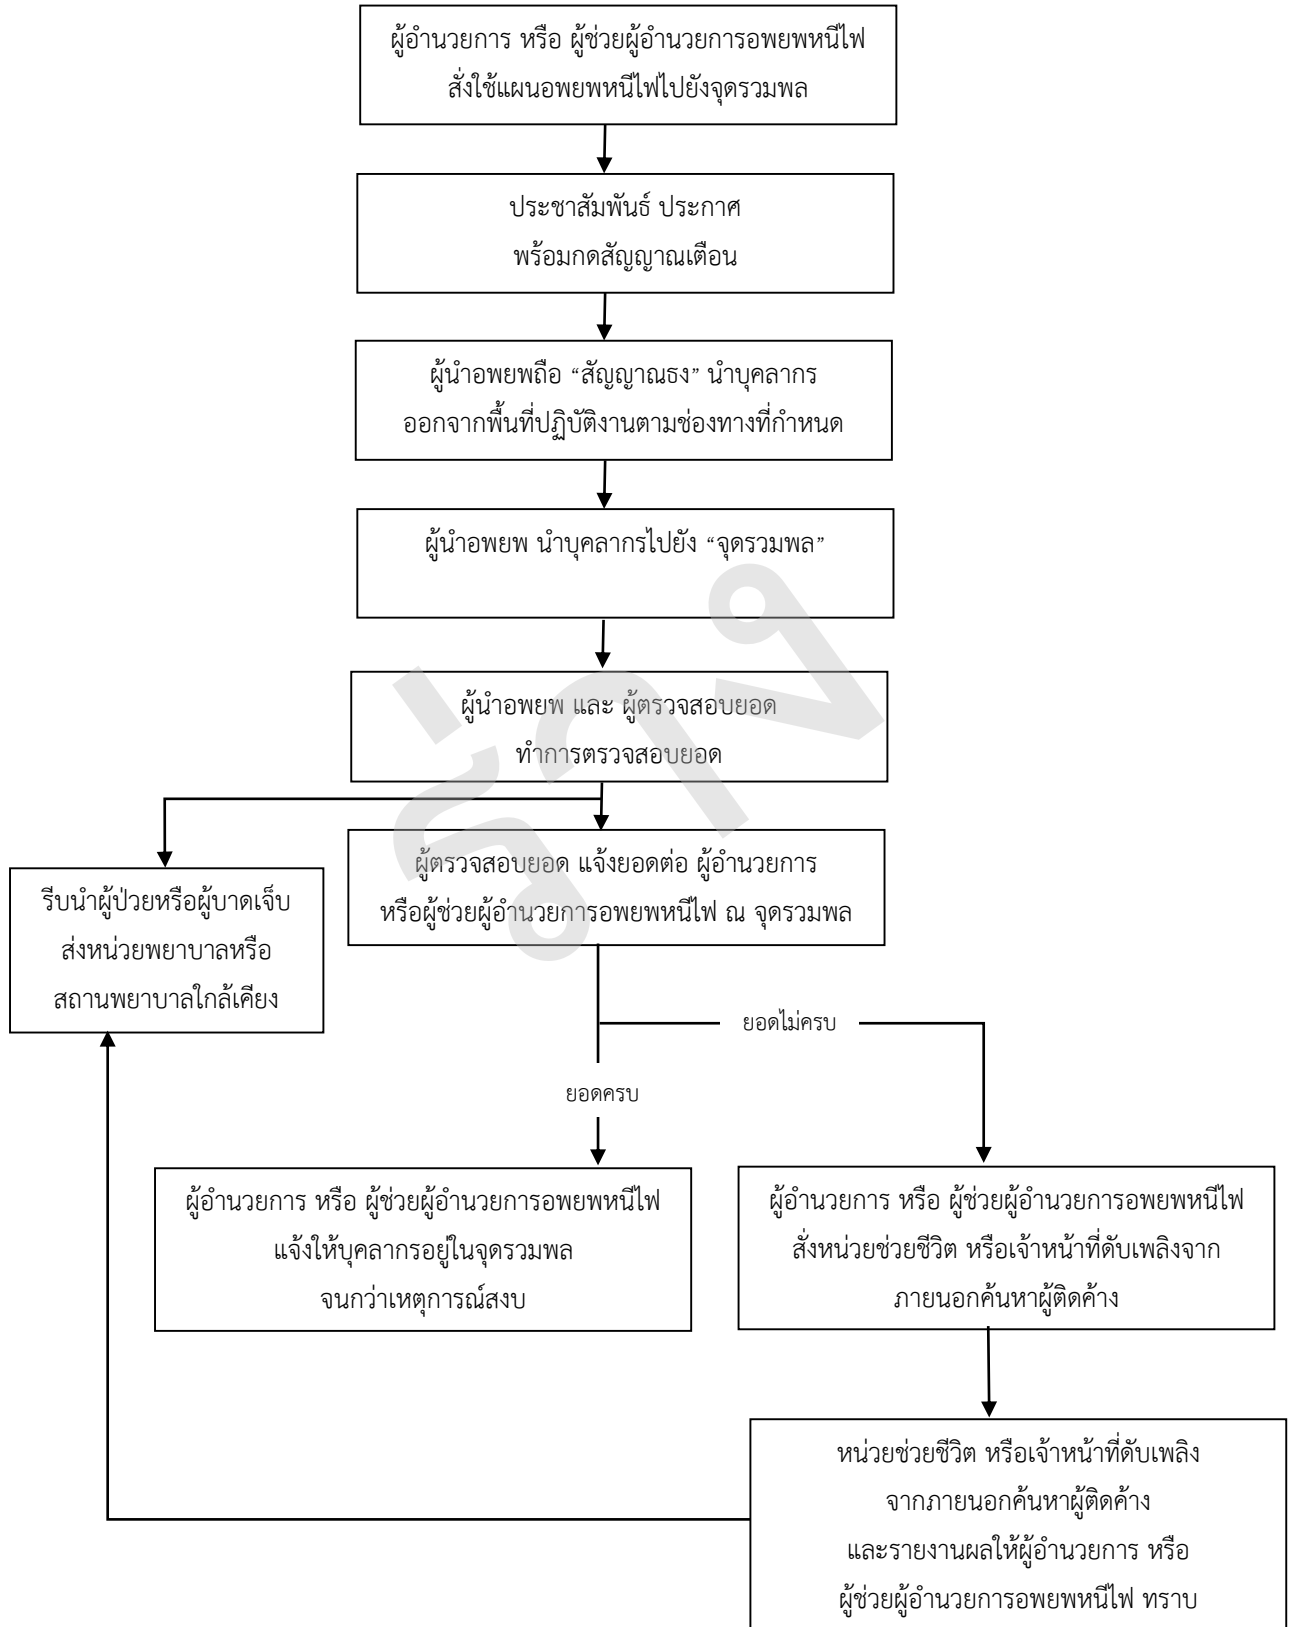 ผู้อำนวยการ หรือ ผู้ช่วยผู้อำนวยการอพยพหนีไฟ
สั่งใช้แผนอพยพหนีไฟไปยังจุดรวมพล
ประชาสัมพันธ์ ประกาศ
พร้อมกดสัญญาณเตือน
ผู้นำอพยพถือ “สัญญาณธง” นำบุคลากร
ออกจากพื้นที่ปฏิบัติงานตามช่องทางที่กำหนด
ผู้นำอพยพ นำบุคลากรไปยัง “จุดรวมพล”
ผู้นำอพยพ และ ผู้ตรวจสอบยอด
ทำการตรวจสอบยอด
ร่าง
ผู้ตรวจสอบยอด แจ้งยอดต่อ ผู้อำนวยการ
หรือผู้ช่วยผู้อำนวยการอพยพหนีไฟ ณ จุดรวมพล
รีบนำผู้ป่วยหรือผู้บาดเจ็บ
ส่งหน่วยพยาบาลหรือ
สถานพยาบาลใกล้เคียง
ยอดไม่ครบ
ยอดครบ
ผู้อำนวยการ หรือ ผู้ช่วยผู้อำนวยการอพยพหนีไฟ
แจ้งให้บุคลากรอยู่ในจุดรวมพล
จนกว่าเหตุการณ์สงบ
ผู้อำนวยการ หรือ ผู้ช่วยผู้อำนวยการอพยพหนีไฟ
สั่งหน่วยช่วยชีวิต หรือเจ้าหน้าที่ดับเพลิงจาก
ภายนอกค้นหาผู้ติดค้าง
หน่วยช่วยชีวิต หรือเจ้าหน้าที่ดับเพลิง
จากภายนอกค้นหาผู้ติดค้าง
และรายงานผลให้ผู้อำนวยการ หรือ
ผู้ช่วยผู้อำนวยการอพยพหนีไฟ ทราบ